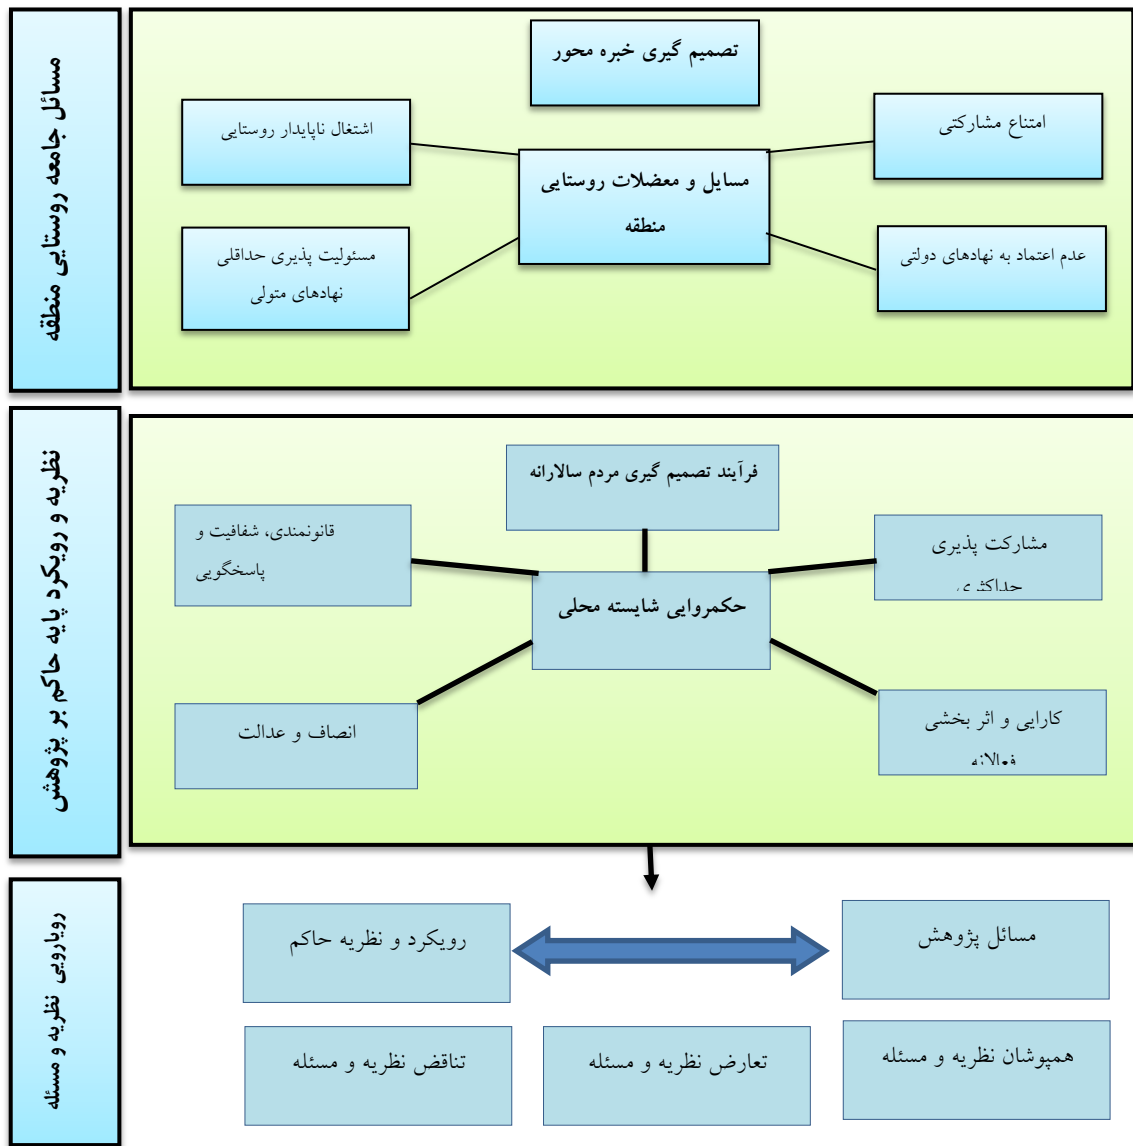 مسائل جامعه روستایی منطقه
تصمیم گیری خبره محور
امتناع مشارکتی
اشتغال ناپایدار روستایی
مسایل و معضلات روستایی
منطقه
عدم اعتماد به نهادهای دولتی
مسئولیت پذیری حداقلی
نهادهای متولی
نظریه و رویکرد پایه حاکم بر پژوهش
فرآیند تصمیم گیری مردم سالارانه
مشارکت پذیری
حداکثری
قانونمندی، شفافیت و
پاسخگویی
حکمروایی شایسته محلی
کارایی و اثر بخشی
فعالانه
انصاف و عدالت
رویارویی نظریه و مسئله
مسائل پژوهش
رویکرد و نظریه حاکم
همپوشان نظریه و مسئله
تعارض نظریه و مسئله
تناقض نظریه و مسئله